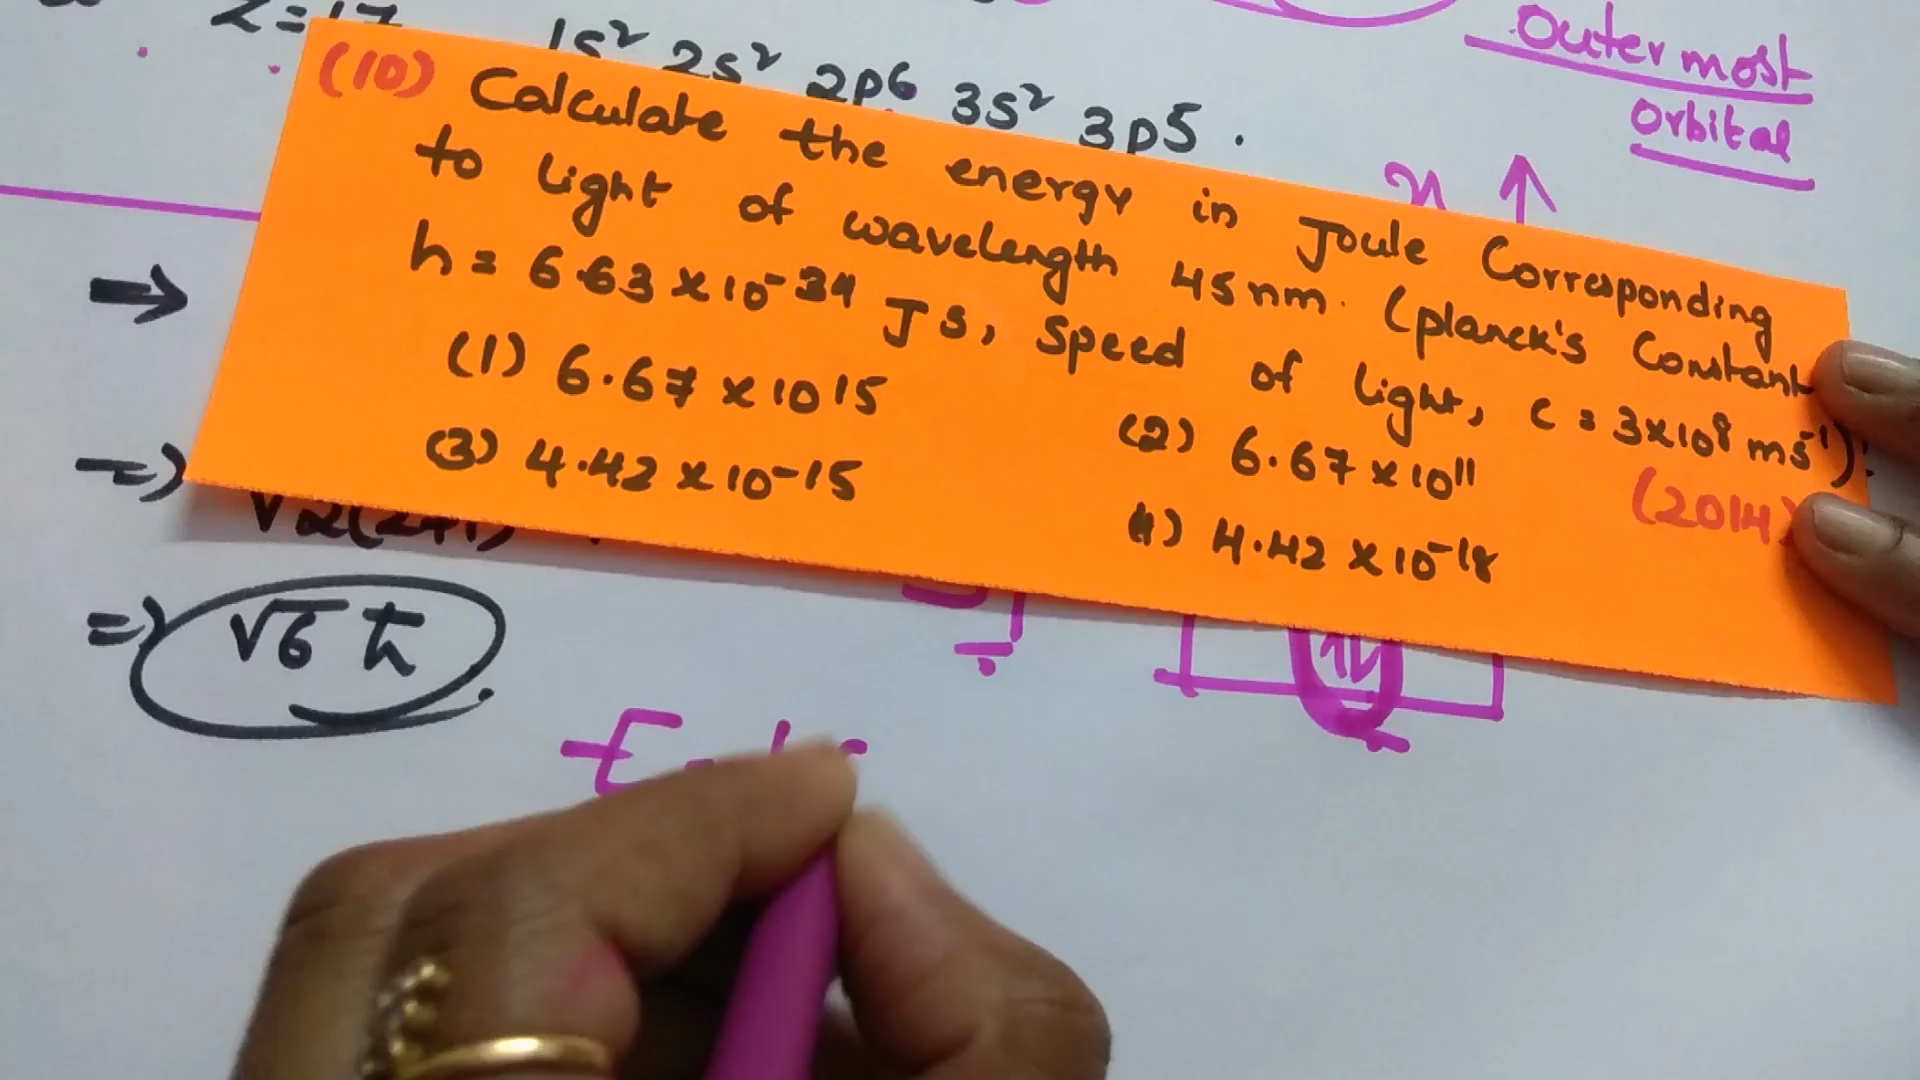 Z=17
1s² 2s² 2p6 3s² 3p5.
outermost
orbital
(10) Calculate the energy in Joule Corresponding
to light of wavelength 45nm. (planck's Constant
h = 6.63 × 10-34 JS, Speed of light, C = 3×10⁸ ms⁻¹):
(1) 6.67 × 1015
(2) 6.67 × 10¹¹
(2014)
(3) 4.42 × 10-15
(4) 4.42 × 10⁻¹⁸
⇒ √6 ħ